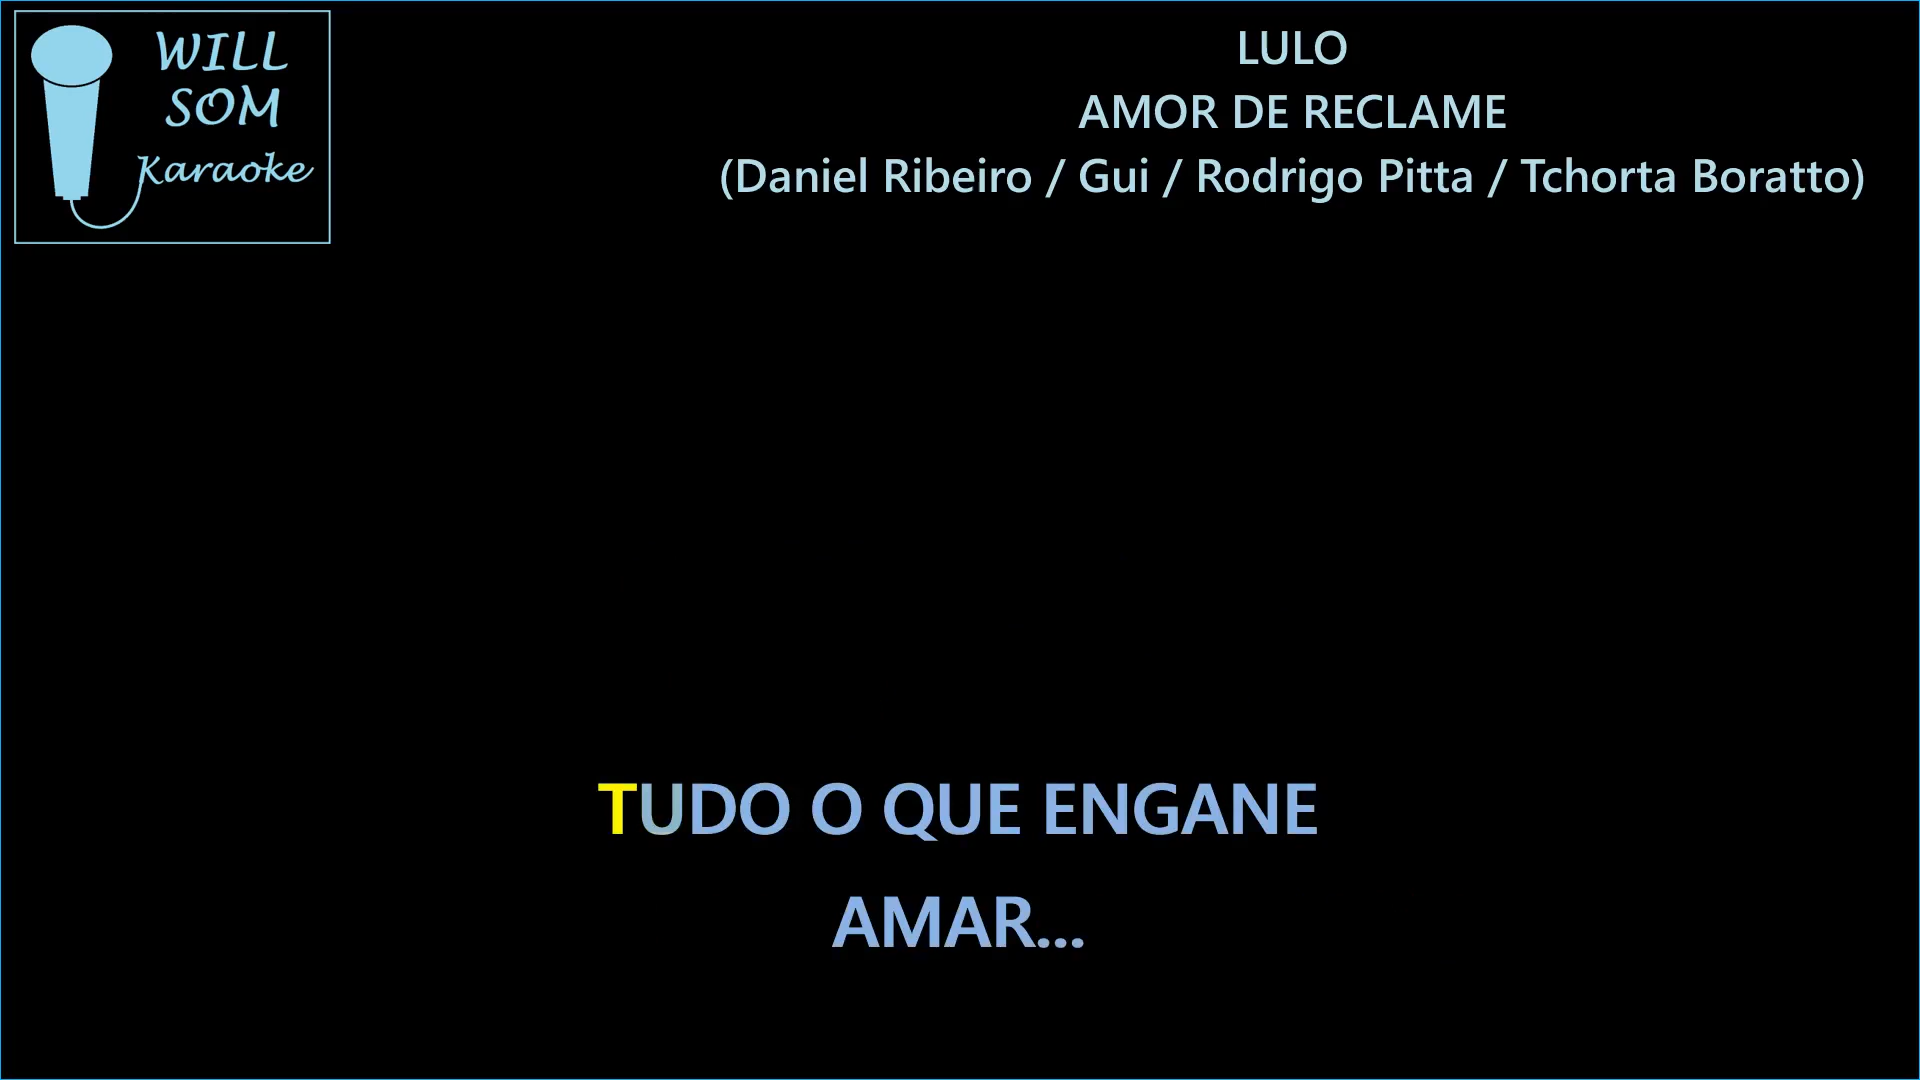 WILL
SOM
Karaoke
LULO
AMOR DE RECLAME
(Daniel Ribeiro / Gui / Rodrigo Pitta / Tchorta Boratto)
TUDO O QUE ENGANE
AMAR...